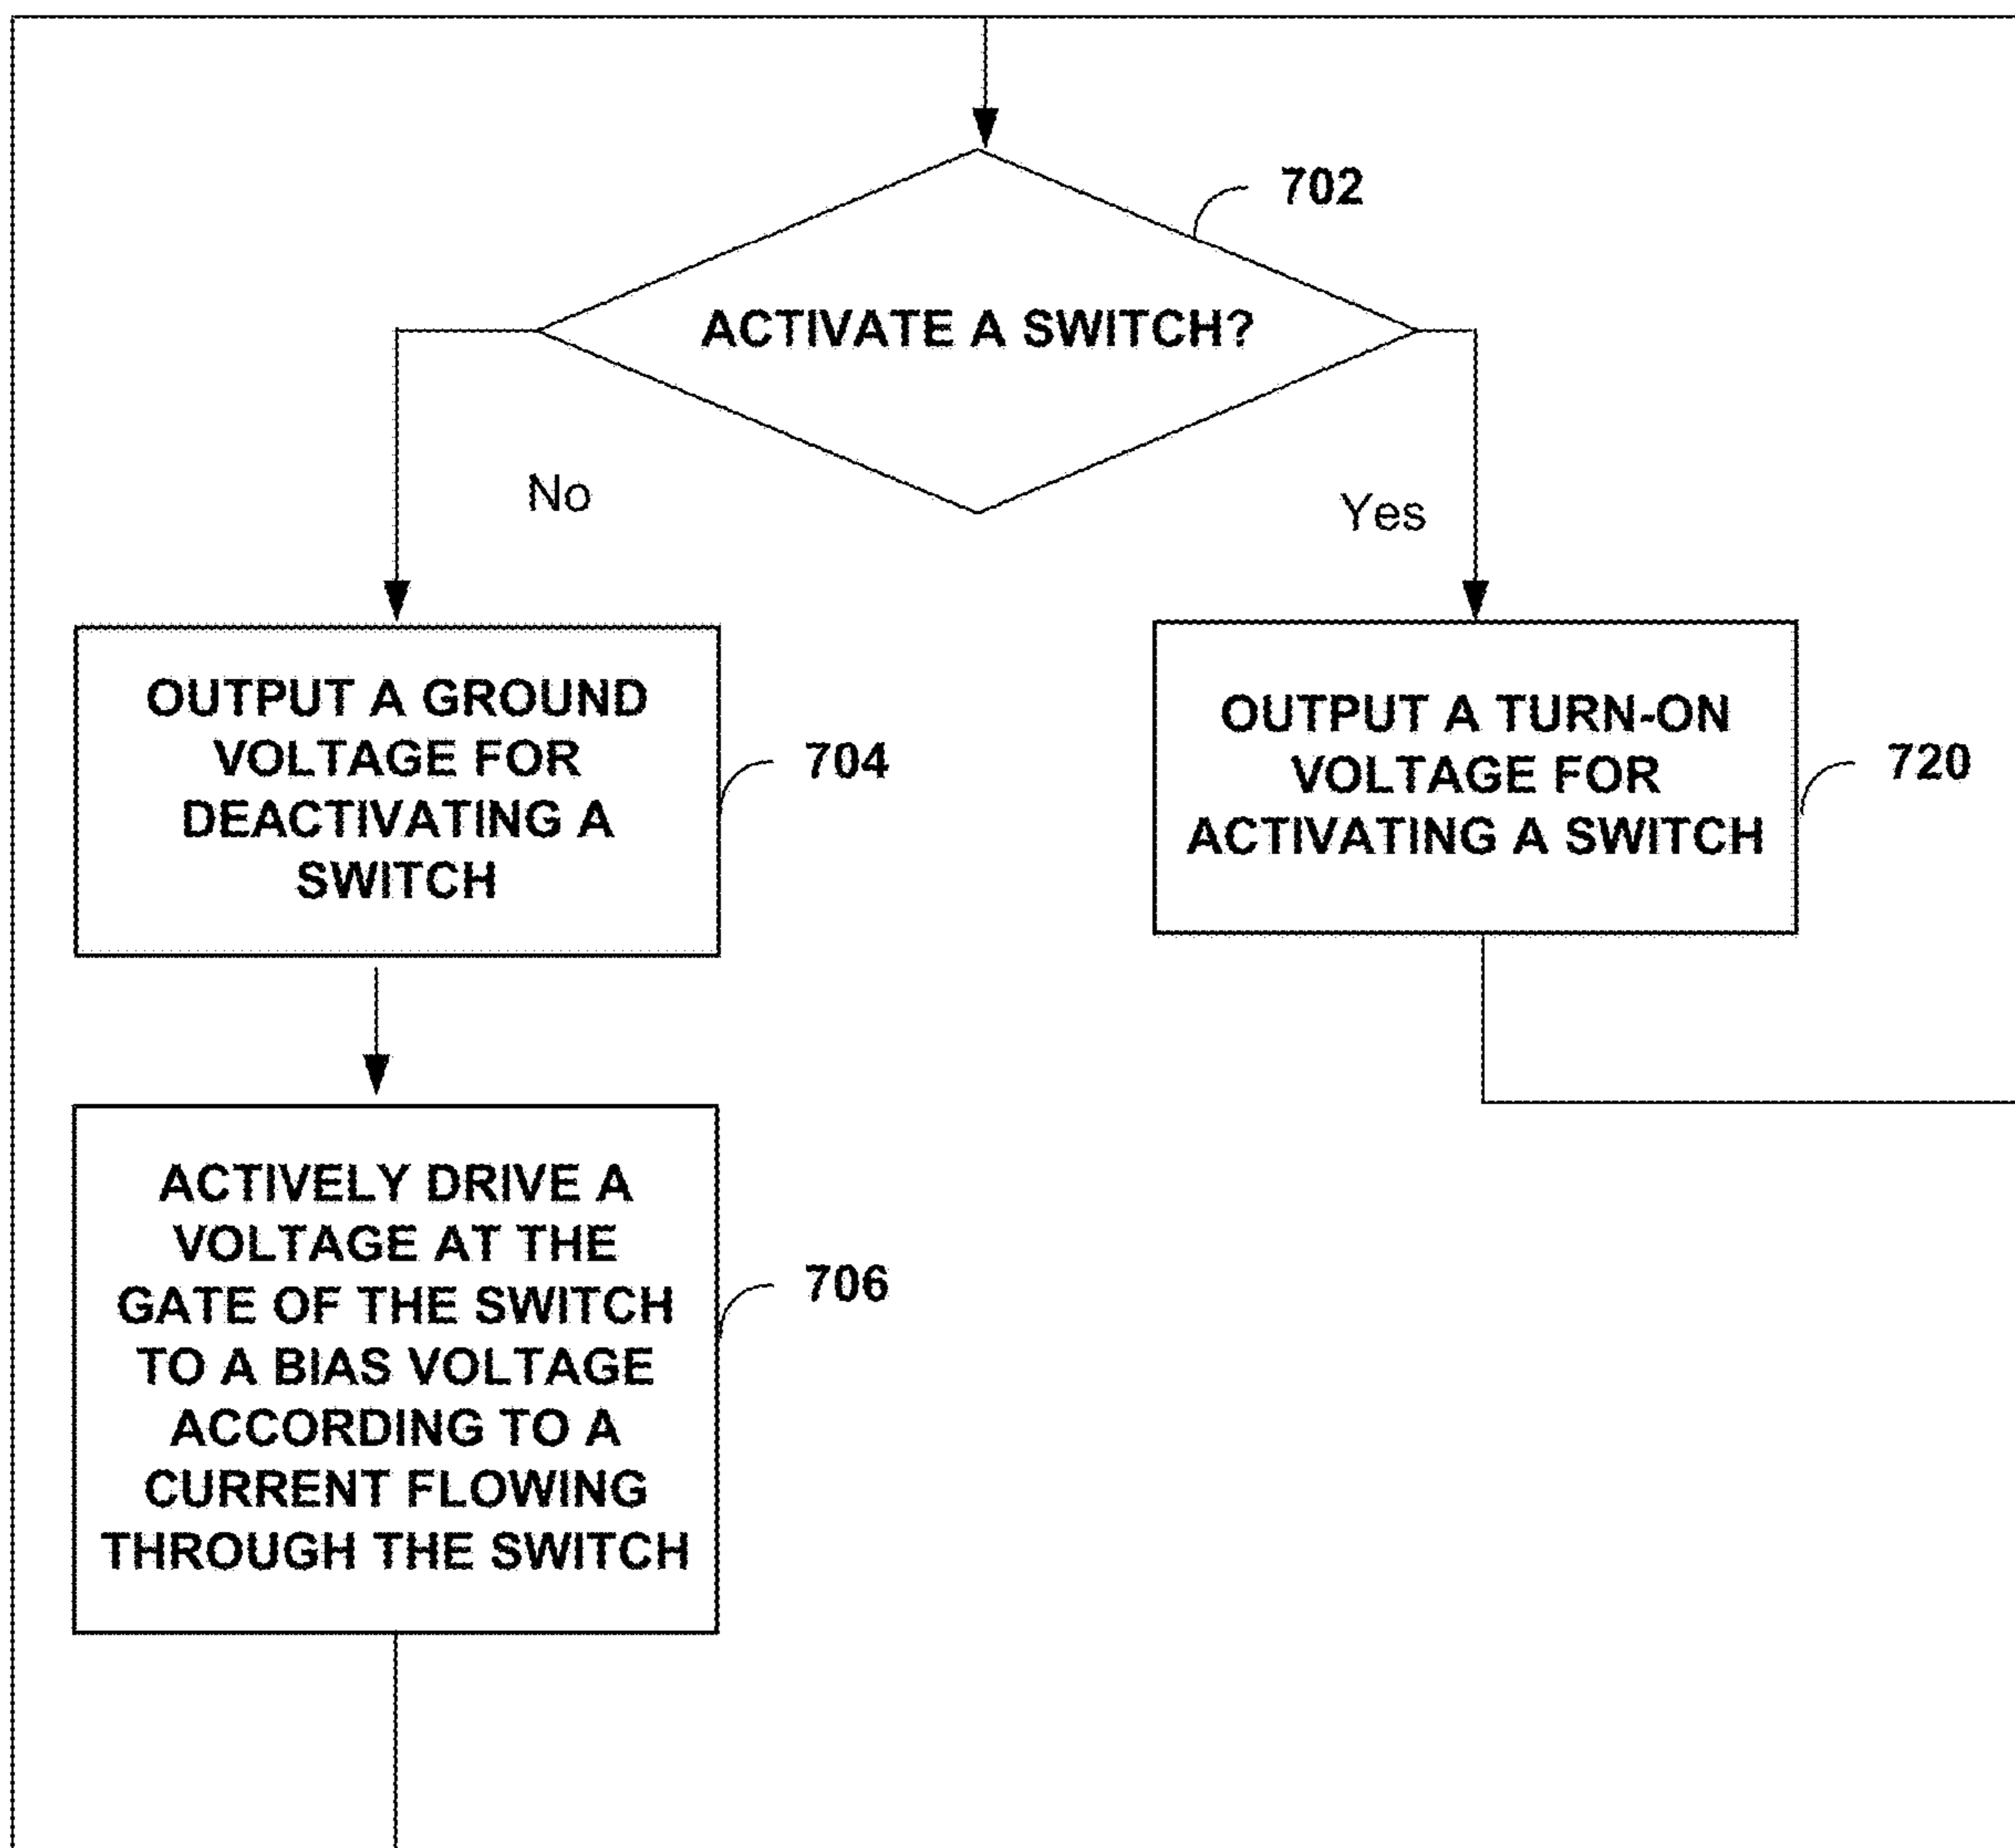 702
ACTIVATE A SWITCH?
No
Yes
OUTPUT A GROUND
VOLTAGE FOR
DEACTIVATING A
SWITCH
704
OUTPUT A TURN-ON
VOLTAGE FOR
ACTIVATING A SWITCH
720
ACTIVELY DRIVE A
VOLTAGE AT THE
GATE OF THE SWITCH
TO A BIAS VOLTAGE
ACCORDING TO A
CURRENT FLOWING
THROUGH THE SWITCH
706